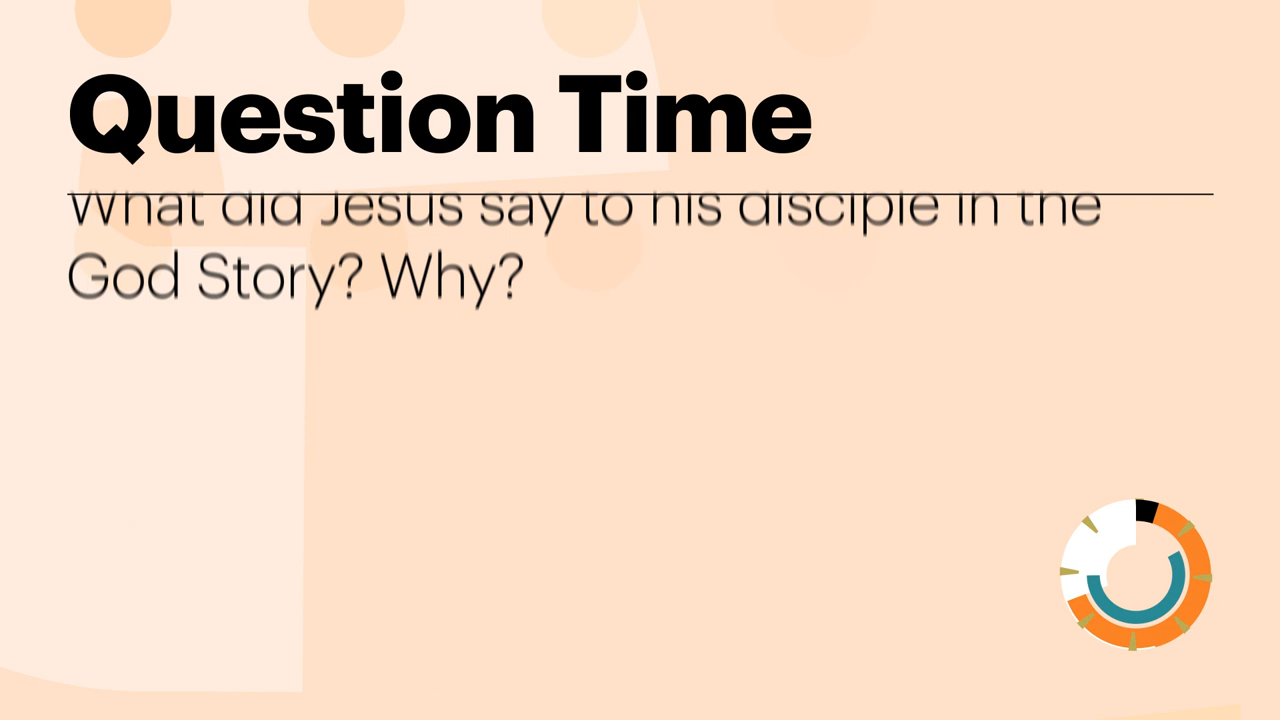 Question Time
What did Jesus say to his disciple in the
God Story? Why?